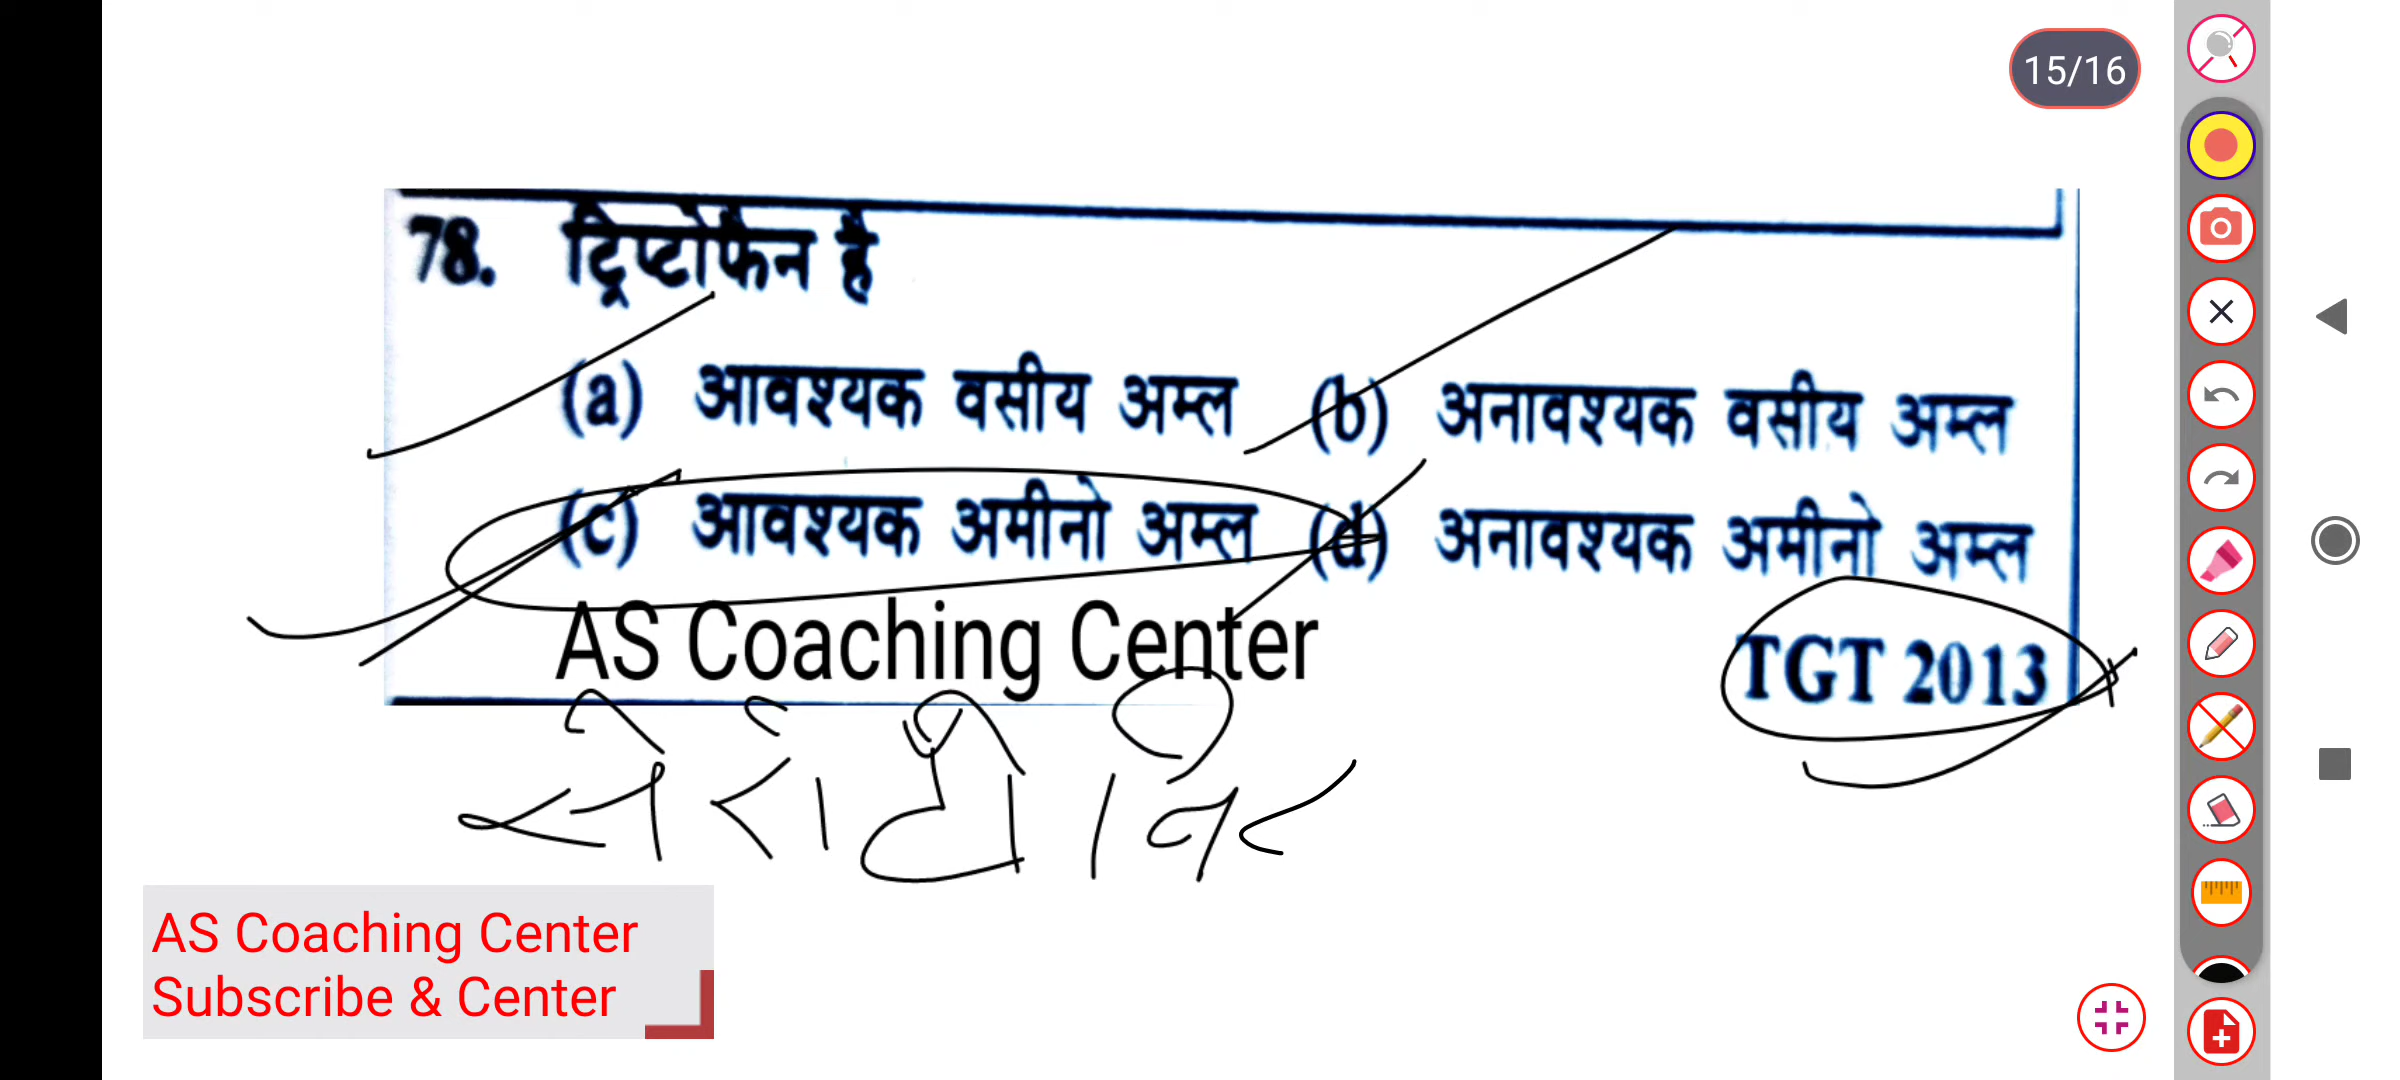 15/16
78. ट्रिप्टोफैन है
(a) आवश्यक वसीय अम्ल (b) अनावश्यक वसीय अम्ल
(c) आवश्यक अमीनो अम्ल (d) अनावश्यक अमीनो अम्ल
AS Coaching Center
TGT 2013
AS Coaching Center
Subscribe & Center